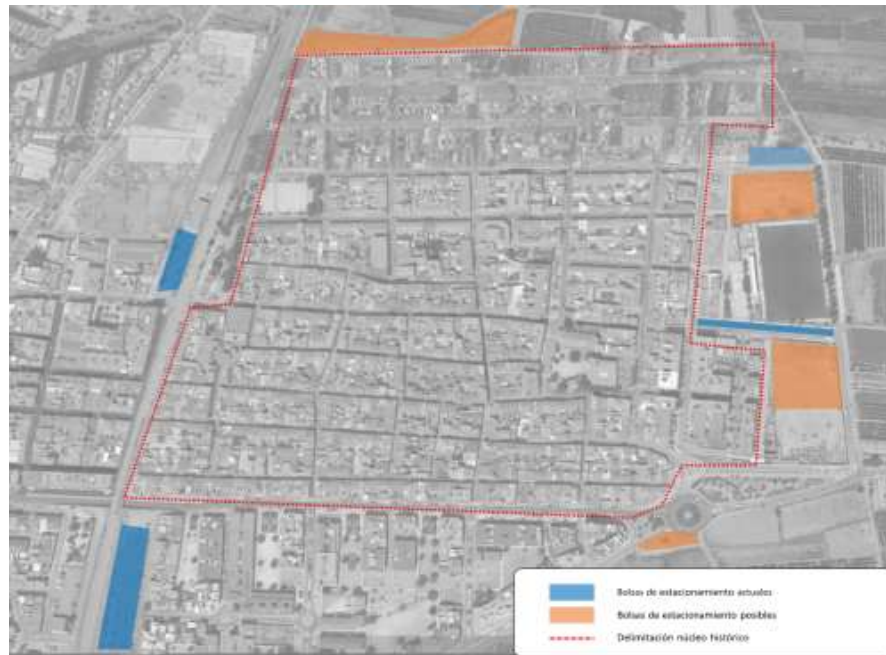 Bolsas de estacionamiento actuales
Bolsas de estacionamiento posibles
Delimitación núcleo histórico